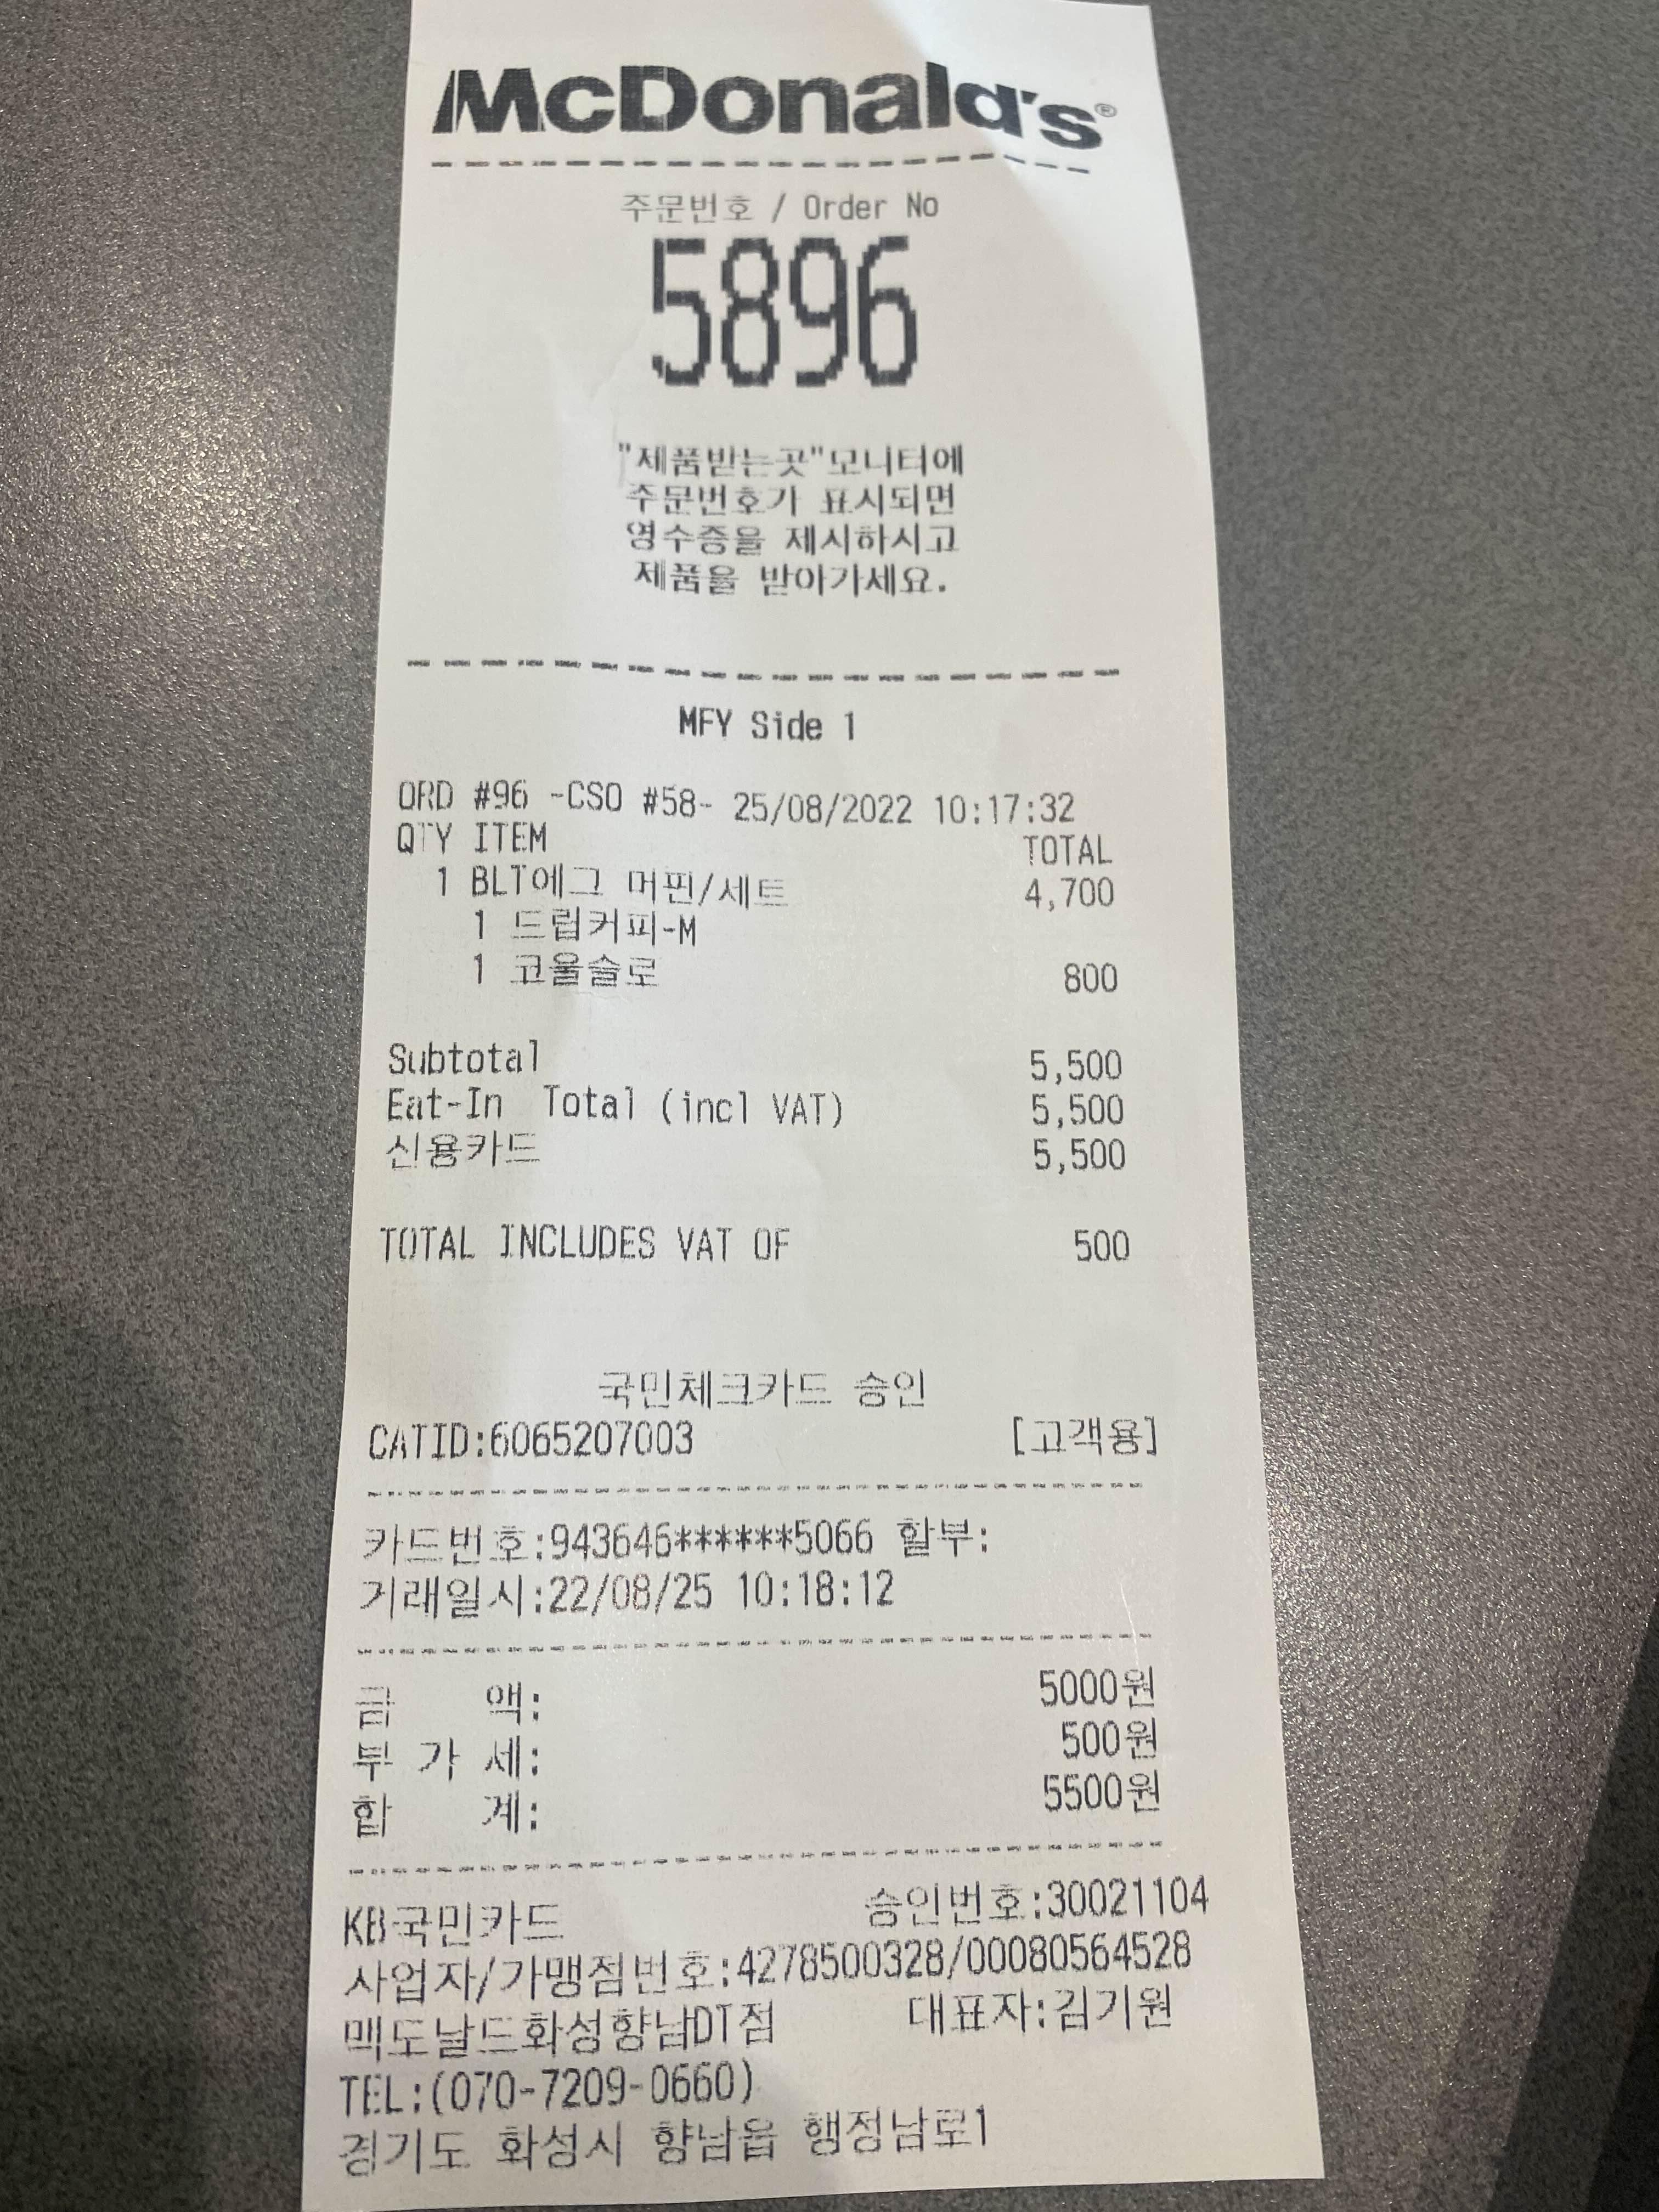 McDonald's®
주문번호 / Order No
5896
"제품받는곳"모니터에
주문번호가 표시되면
영수증을 제시하시고
제품을 받아가세요.
MFY Side 1
ORD #96 -CSO #58- 25/08/2022 10:17:32
QTY ITEM TOTAL
1 BLT에그 머핀/세트 4,700
1 드립커피-M
1 코울슬로 800
Subtotal 5,500
Eat-In Total (incl VAT) 5,500
신용카드 5,500
TOTAL INCLUDES VAT OF 500
국민체크카드 승인
CATID:6065207003 [고객용]
카드번호:943646******5066 할부:
거래일시:22/08/25 10:18:12
금 액: 5000원
부 가 세: 500원
합 계: 5500원
KB국민카드 승인번호:30021104
사업자/가맹점번호:4278500328/00080564528
맥도날드화성향남DT점 대표자:김기원
TEL:(070-7209-0660)
경기도 화성시 향남읍 행정남로1